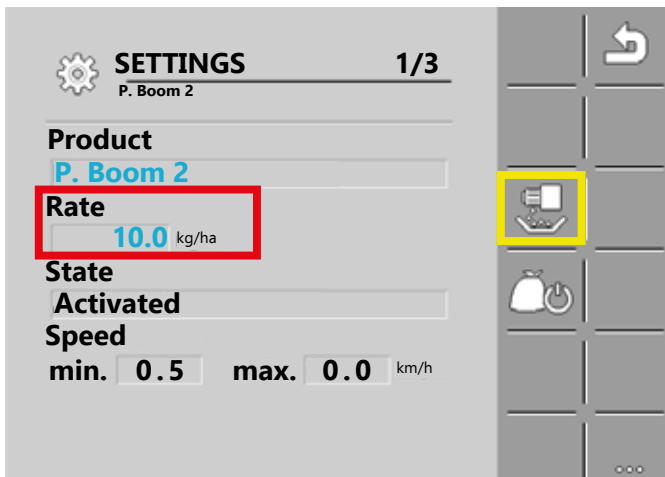 SETTINGS 1/3
P. Boom 2
Product
P. Boom 2
Rate
10.0 kg/ha
State
Activated
Speed
min. 0.5 max. 0.0 km/h